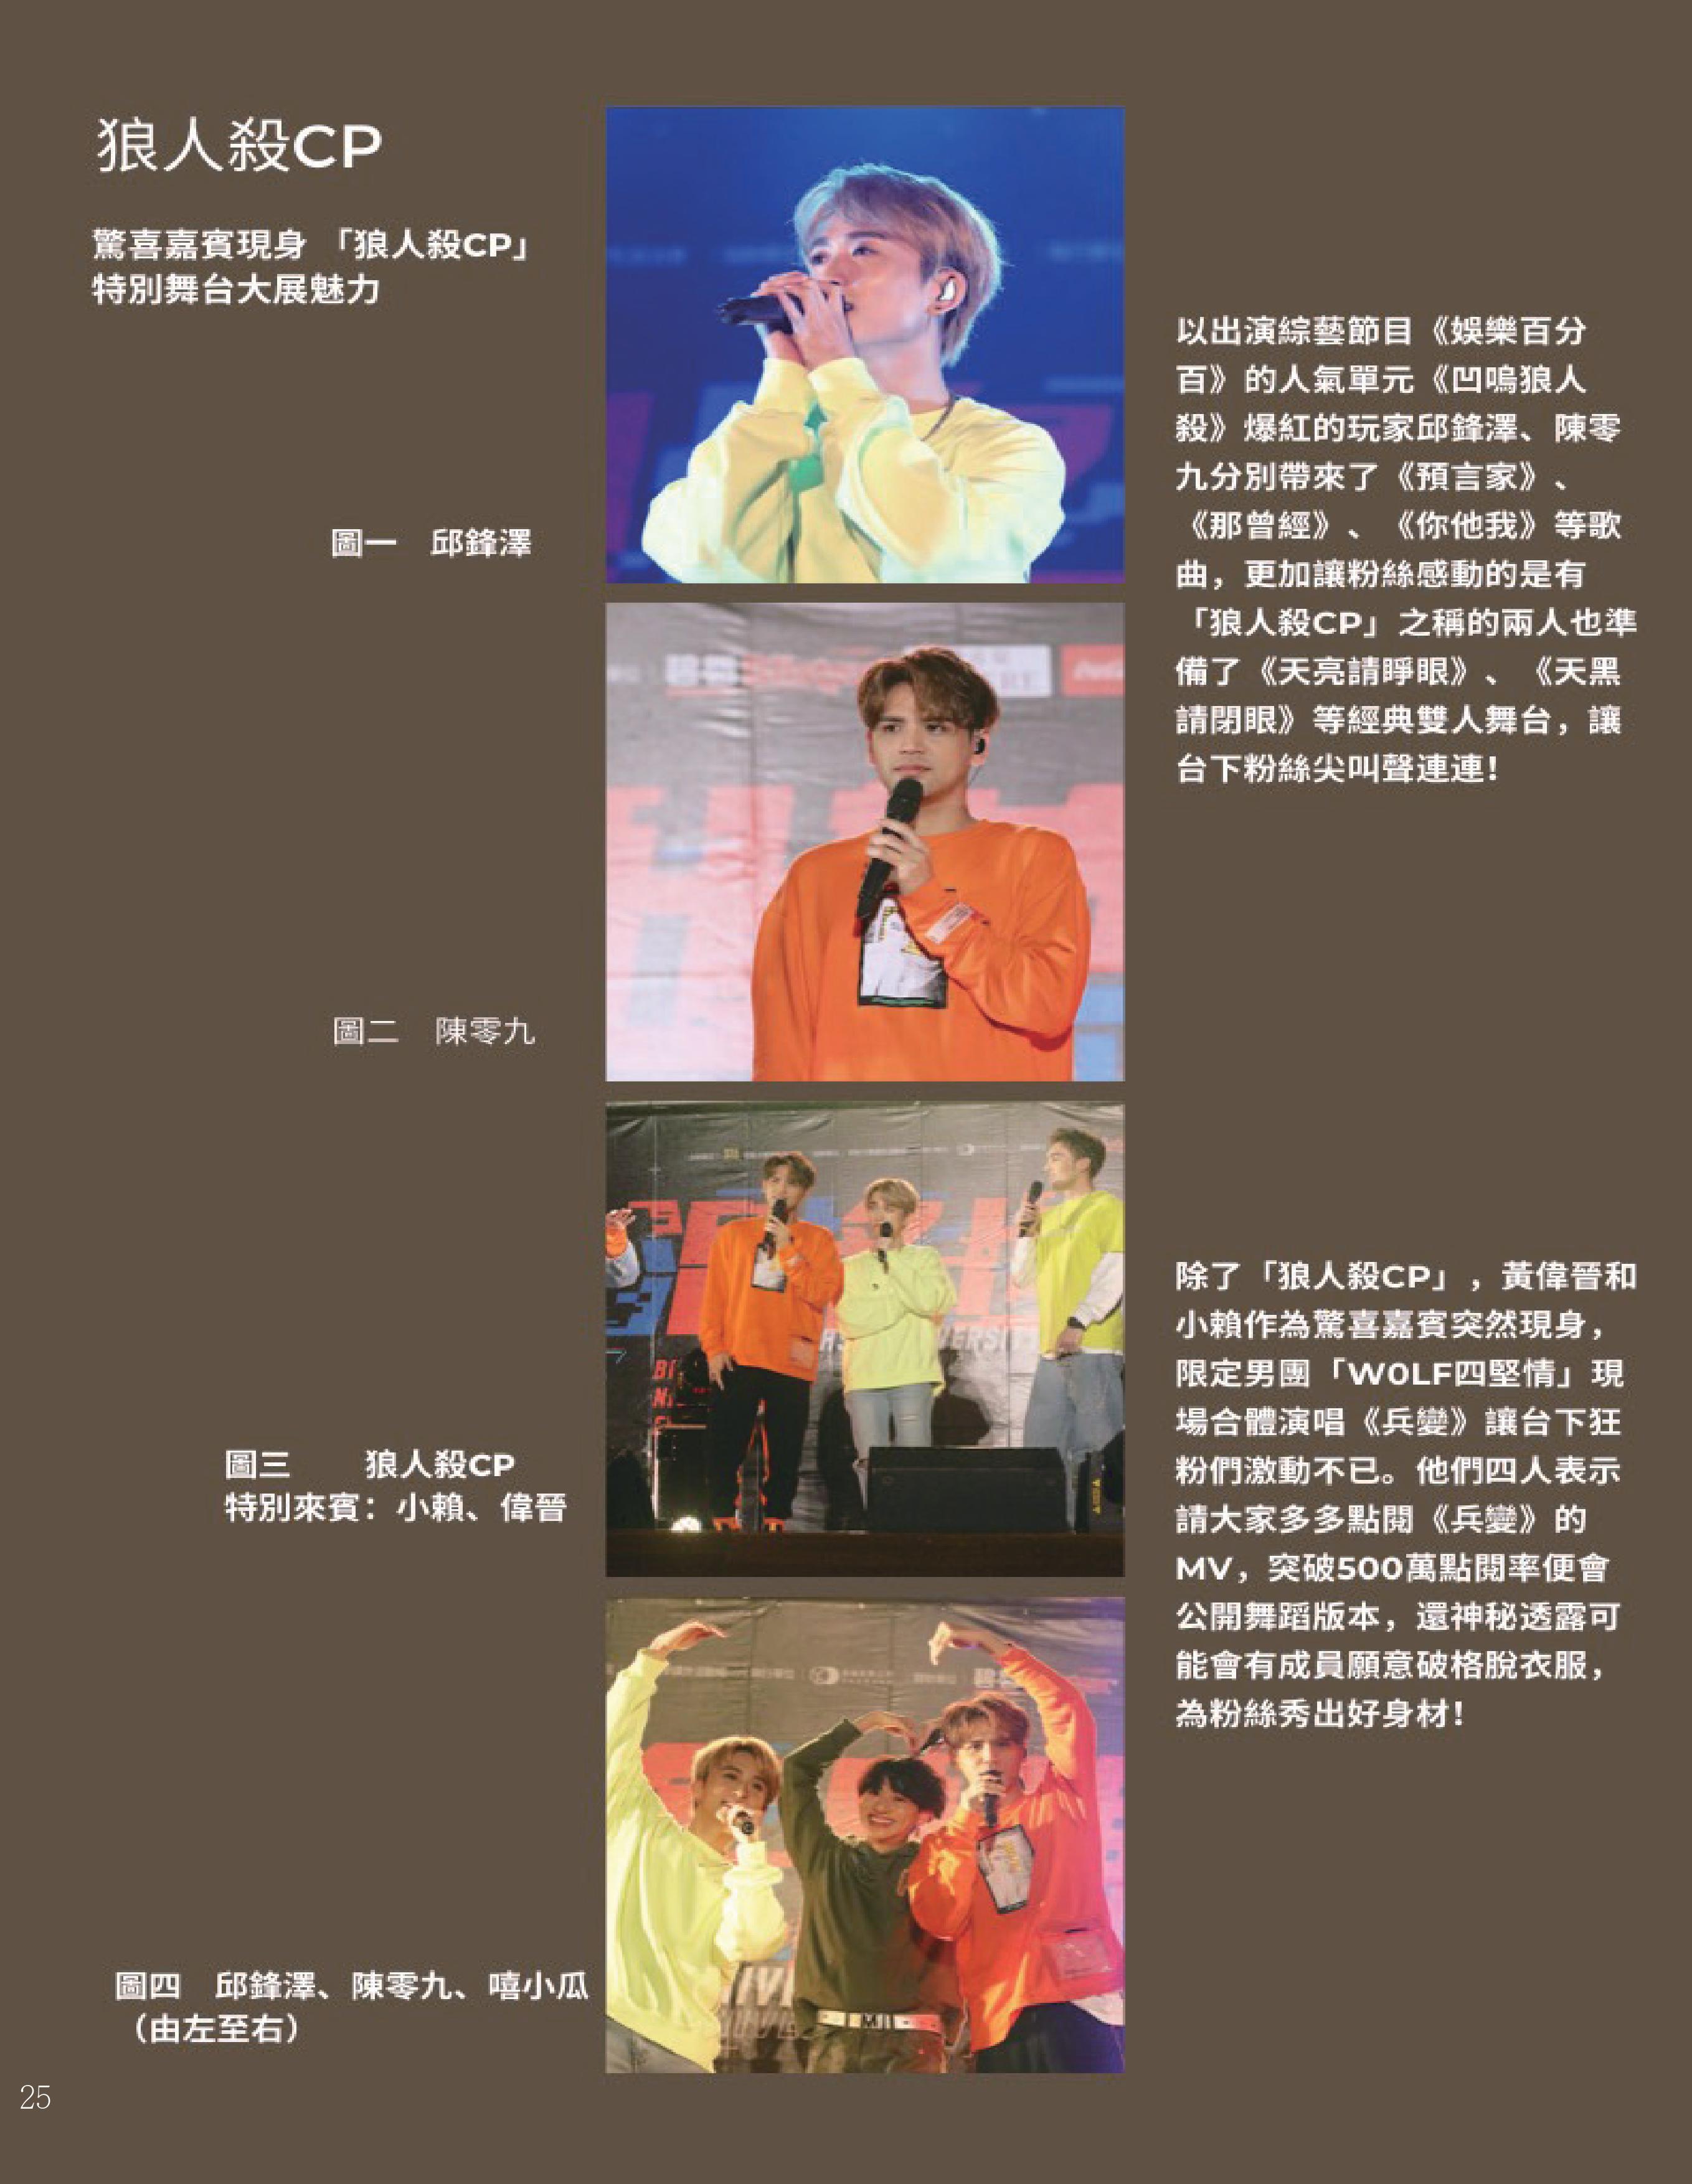 狼人殺CP
驚喜嘉賓現身 「狼人殺CP」
特別舞台大展魅力
圖一 邱鋒澤
以出演綜藝節目《娛樂百分
百》的人氣單元《凹嗚狼人
殺》爆紅的玩家邱鋒澤、陳零
九分別帶來了《預言家》、
《那曾經》、《你他我》等歌
曲，更加讓粉絲感動的是有
「狼人殺CP」之稱的兩人也準
備了《天亮請睜眼》、《天黑
請閉眼》等經典雙人舞台，讓
台下粉絲尖叫聲連連！
圖二 陳零九
圖三 狼人殺CP
特別來賓：小賴、偉晉
除了「狼人殺CP」，黃偉晉和
小賴作為驚喜嘉賓突然現身，
限定男團「W0LF四堅情」現
場合體演唱《兵變》讓台下狂
粉們激動不已。他們四人表示
請大家多多點閱《兵變》的
MV，突破500萬點閱率便會
公開舞蹈版本，還神秘透露可
能會有成員願意破格脫衣服，
為粉絲秀出好身材！
圖四 邱鋒澤、陳零九、嘻小瓜
（由左至右）
25